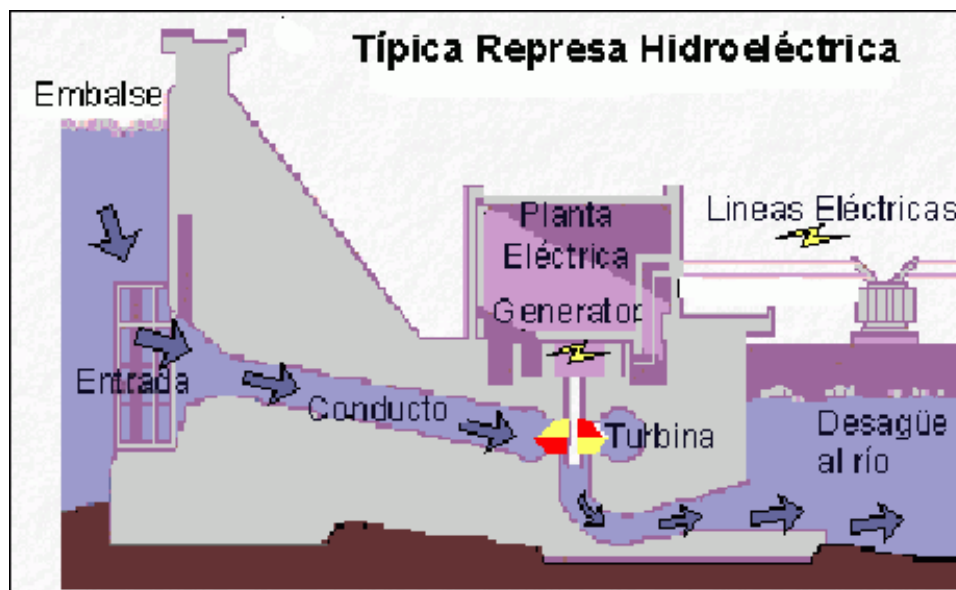 Típica Represa Hidroeléctrica
Embalse
Planta
Eléctrica
Generator
Lineas Eléctricas
Entrada
Conducto
Turbina
Desagüe
al río